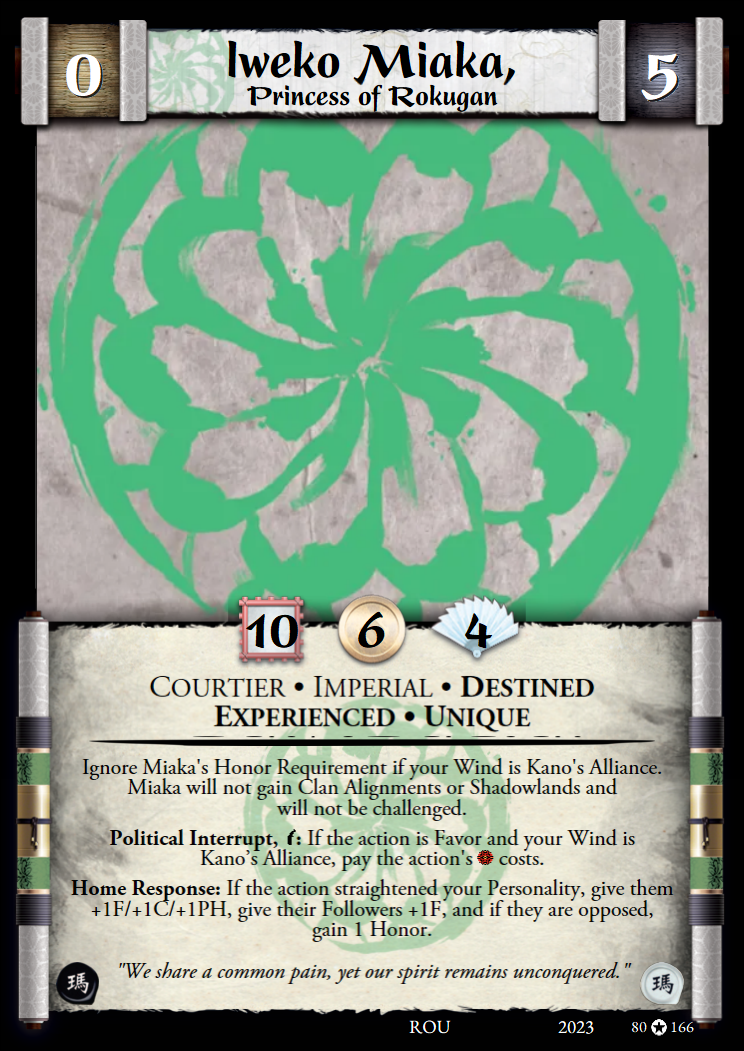 0
Iweko Miaka,
Princess of Rokugan
5
10
6
4
COURTIER • IMPERIAL • DESTINED
EXPERIENCED • UNIQUE
Ignore Miaka's Honor Requirement if your Wind is Kano's Alliance.
Miaka will not gain Clan Alignments or Shadowlands and
will not be challenged.
Political Interrupt, : If the action is Favor and your Wind is
Kano's Alliance, pay the action's costs.
Home Response: If the action straightened your Personality, give them
+1F/+1C/+1PH, give their Followers +1F, and if they are opposed,
gain 1 Honor.
"We share a common pain, yet our spirit remains unconquered."
瑪
瑪
ROU 2023 80 166